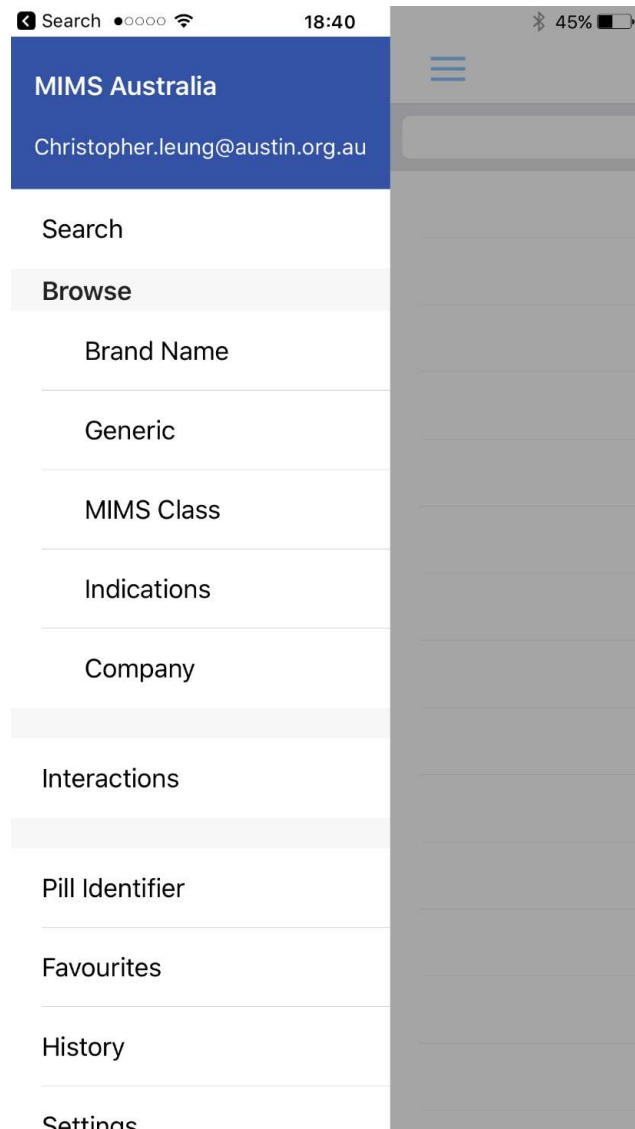 Search 18:40 45%
MIMS Australia
Christopher.leung@austin.org.au
Search
Browse
Brand Name
Generic
MIMS Class
Indications
Company
Interactions
Pill Identifier
Favourites
History
Settings